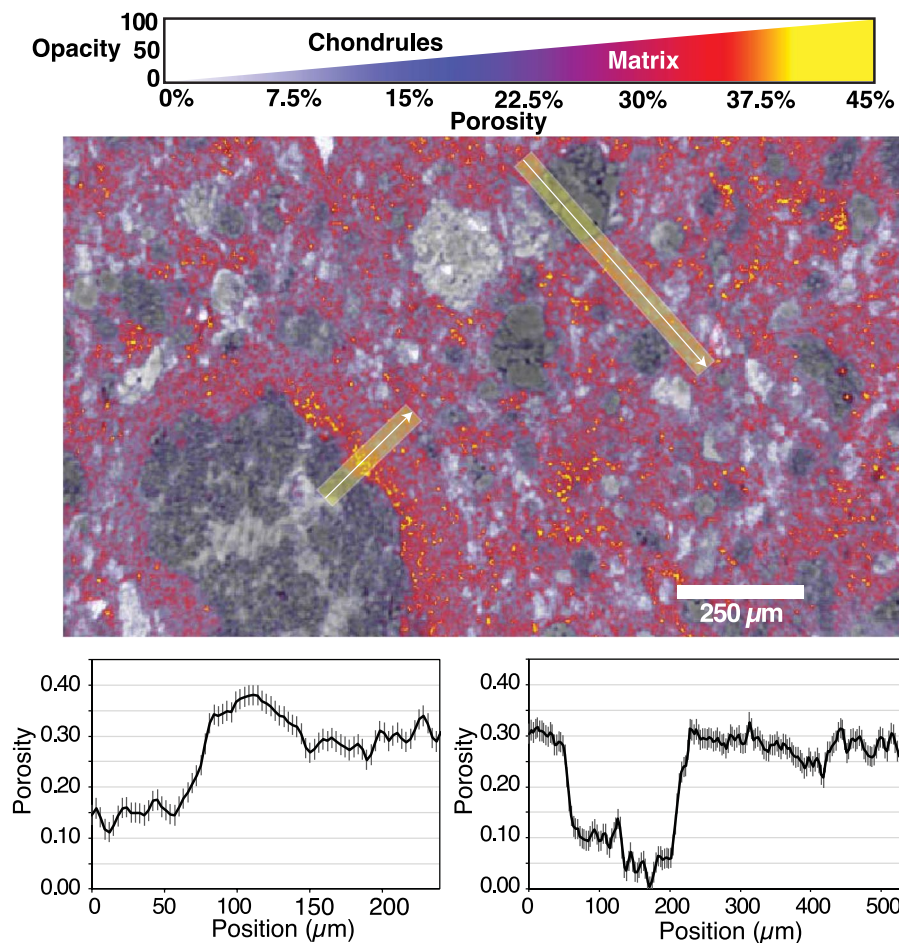 100
Opacity 50
0
Chondrules
Matrix
0% 7.5% 15% 22.5% 30% 37.5% 45%
Porosity
250 µm
0.40
0.30
0.20
0.10
0.00
Porosity
0 50 100 150 200
Position (µm)
0.40
0.30
0.20
0.10
0.00
Porosity
0 100 200 300 400 500
Position (µm)